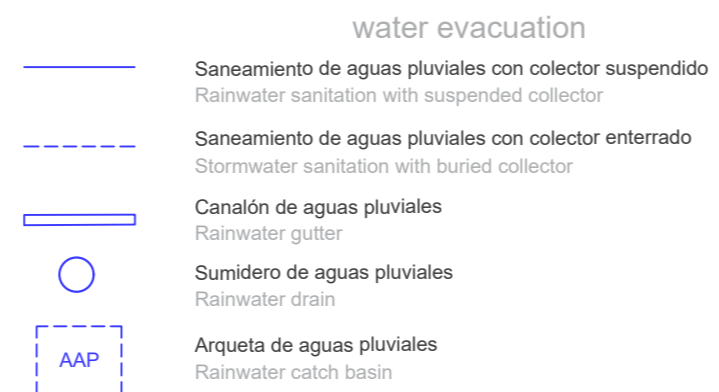 water evacuation
Saneamiento de aguas pluviales con colector suspendido
Rainwater sanitation with suspended collector
Saneamiento de aguas pluviales con colector enterrado
Stormwater sanitation with buried collector
Canalón de aguas pluviales
Rainwater gutter
Sumidero de aguas pluviales
Rainwater drain
AAP
Arqueta de aguas pluviales
Rainwater catch basin